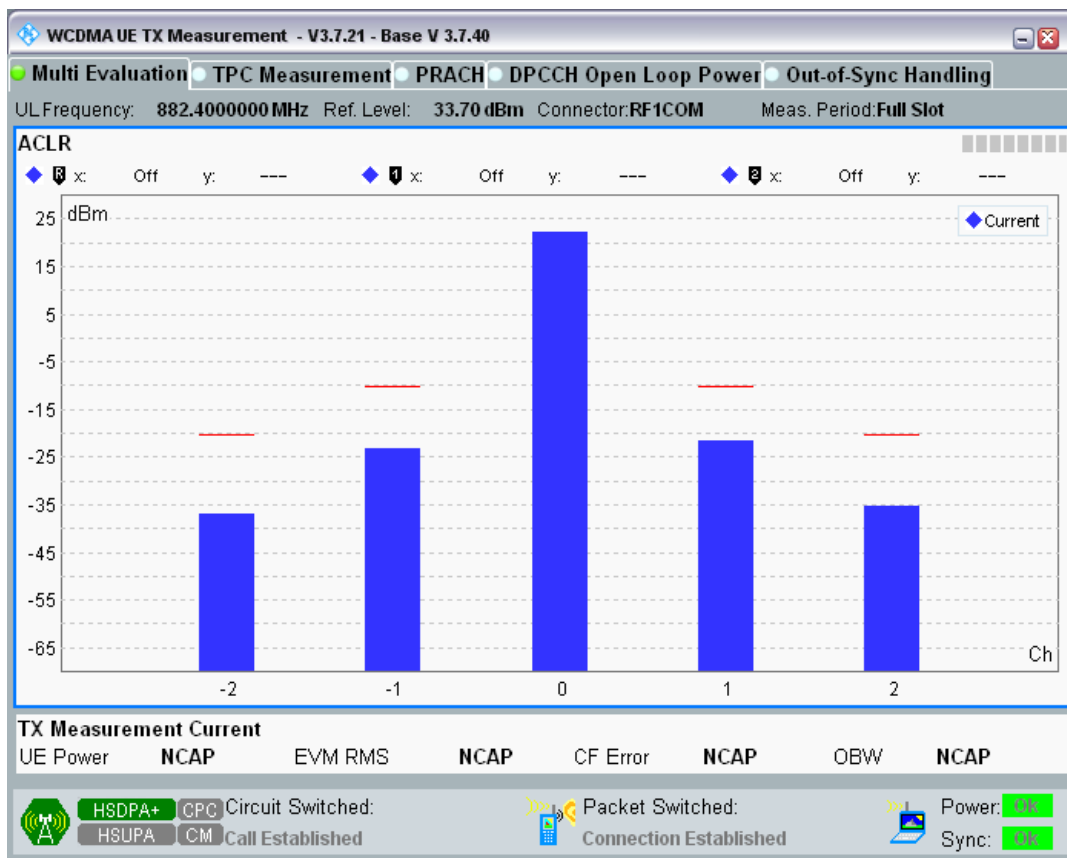 WCDMA UE TX Measurement - V3.7.21 - Base V 3.7.40
Multi Evaluation TPC Measurement PRACH DPCCH Open Loop Power Out-of-Sync Handling
UL Frequency: 882.4000000 MHz Ref. Level: 33.70 dBm Connector:RF1COM Meas. Period:Full Slot
ACLR
R x: Off y: --- 1 x: Off y: --- 2 x: Off y: ---
dBm
Current
25
15
5
-5
-15
-25
-35
-45
-55
-65
Ch
-2 -1 0 1 2
TX Measurement Current
UE Power NCAP EVM RMS NCAP CF Error NCAP OBW NCAP
HSDPA+ CPC Circuit Switched: Packet Switched: Power: Ok
HSUPA CM Call Established Connection Established Sync: Ok